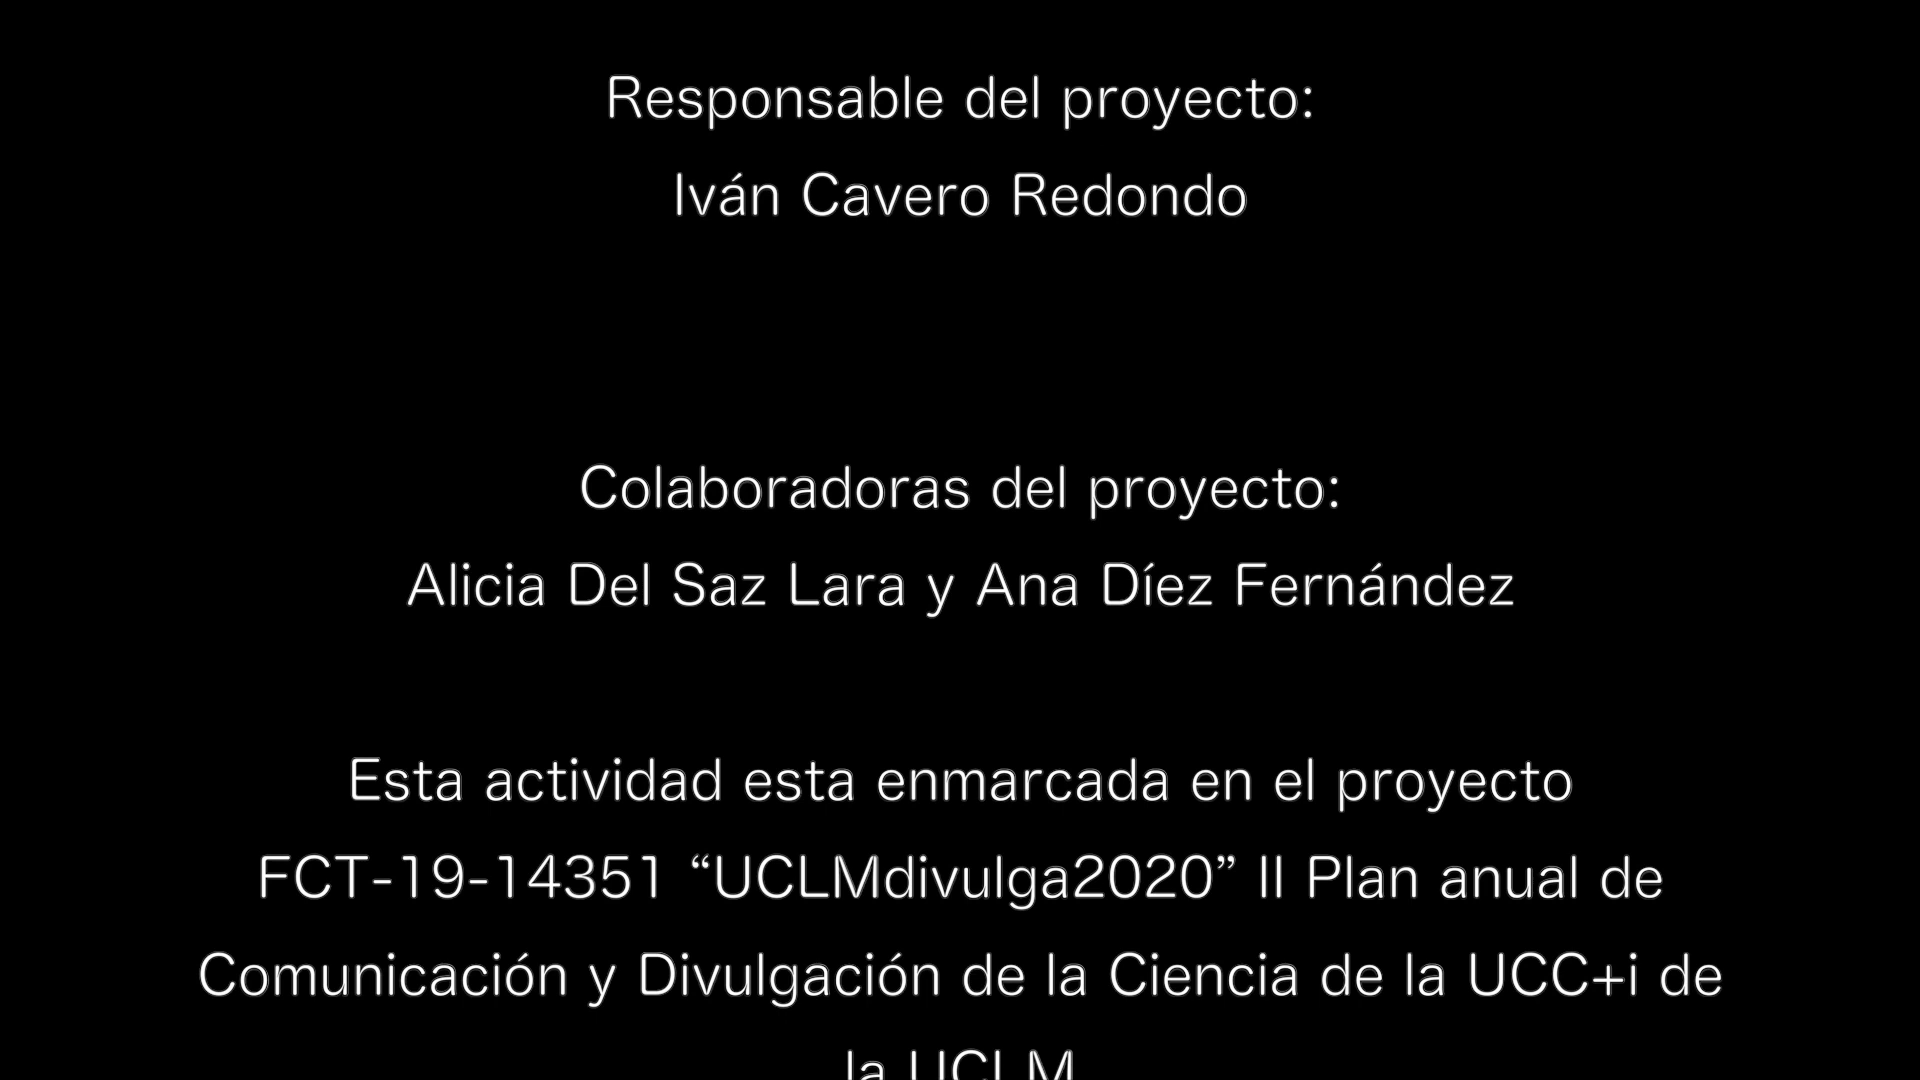 Responsable del proyecto:
Iván Cavero Redondo
Colaboradoras del proyecto:
Alicia Del Saz Lara y Ana Díez Fernández
Esta actividad esta enmarcada en el proyecto
FCT-19-14351 “UCLMdivulga2020” II Plan anual de
Comunicación y Divulgación de la Ciencia de la UCC+i de
la UCLM